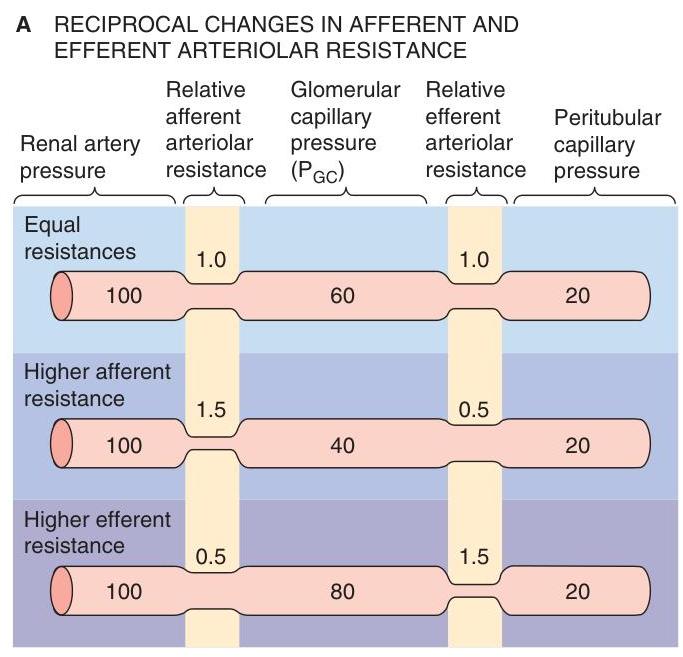 A RECIPROCAL CHANGES IN AFFERENT AND
EFFERENT ARTERIOLAR RESISTANCE
Renal artery
pressure
Relative
afferent
arteriolar
resistance
Glomerular
capillary
pressure
(PGC)
Relative
efferent
arteriolar
resistance
Peritubular
capillary
pressure
Equal
resistances
1.0 1.0
100 60 20
Higher afferent
resistance
1.5 0.5
100 40 20
Higher efferent
resistance
0.5 1.5
100 80 20